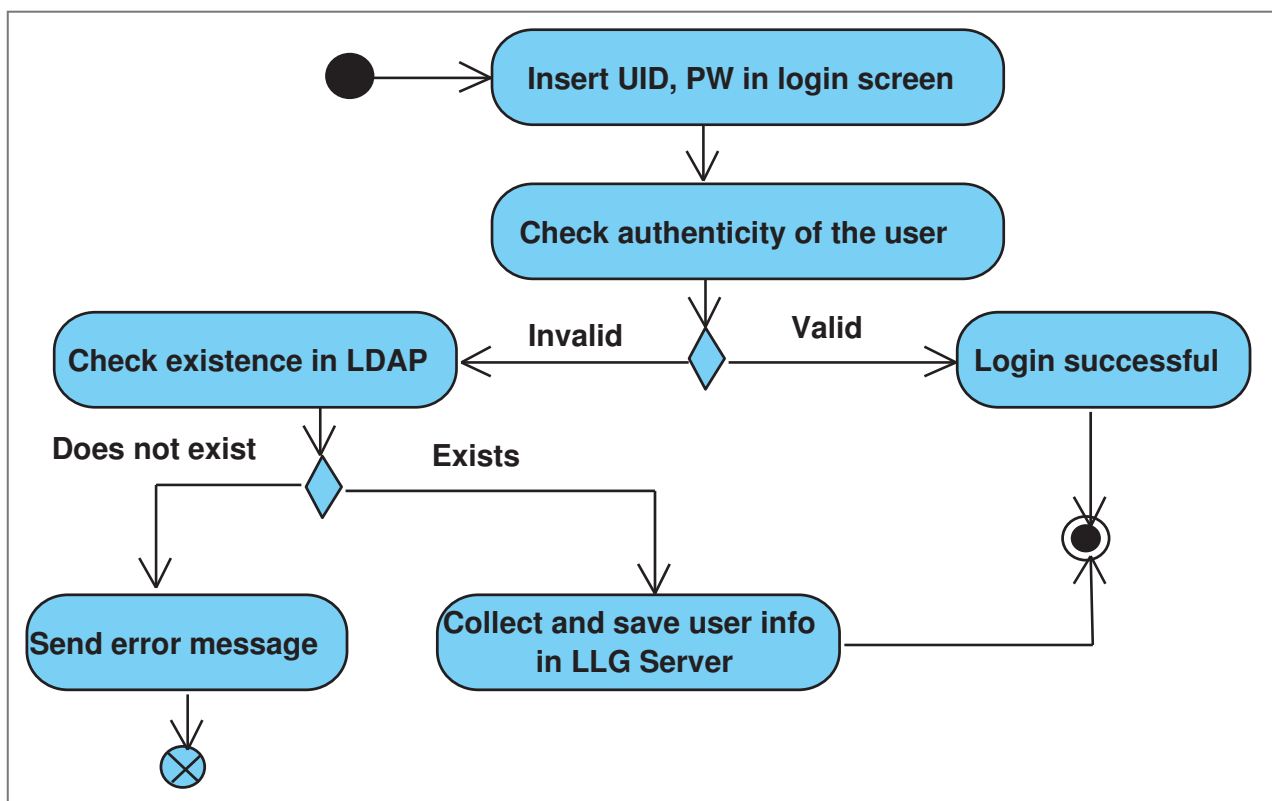 Insert UID, PW in login screen
Check authenticity of the user
Invalid
Valid
Check existence in LDAP
Login successful
Does not exist
Exists
Send error message
Collect and save user info
in LLG Server